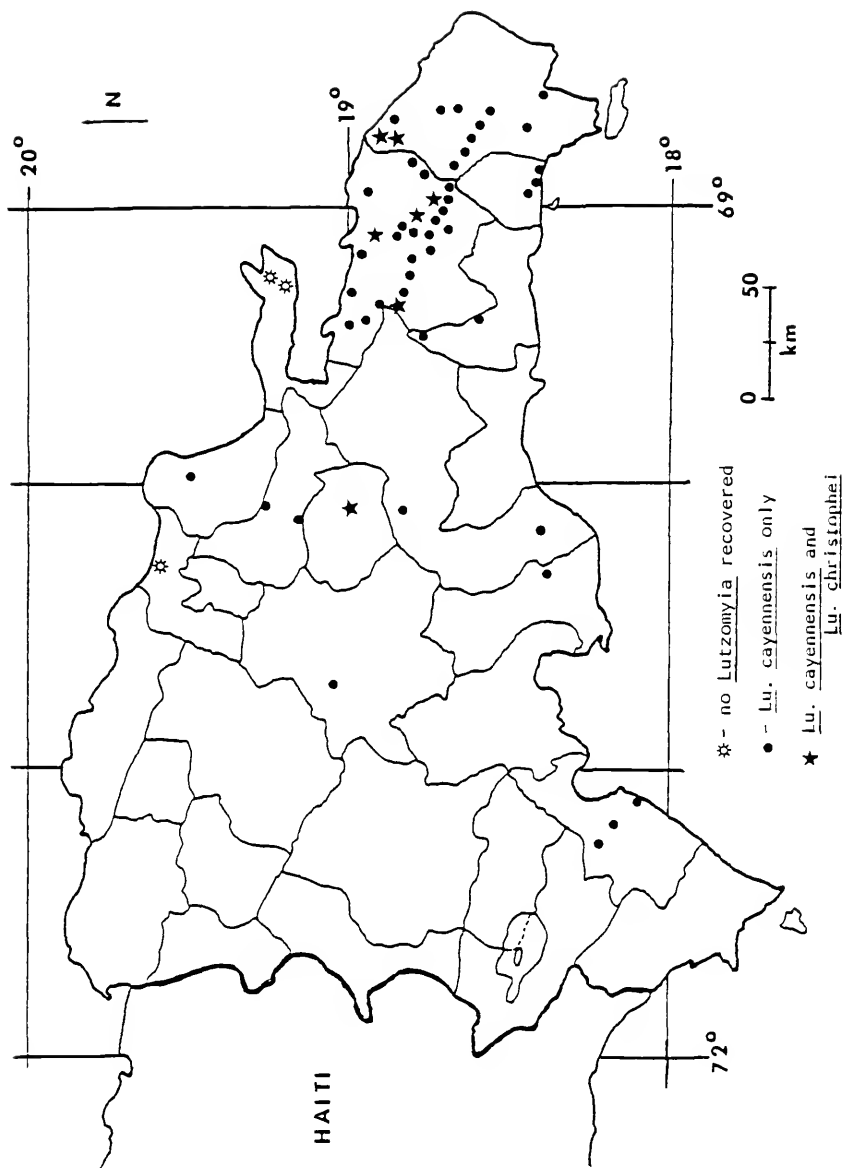 20°
19°
18°
N
HAITI
72°
69°
0 50
km
☼ - no Lutzomyia recovered
● - Lu. cayennensis only
★ Lu. cayennensis and
Lu. christophei